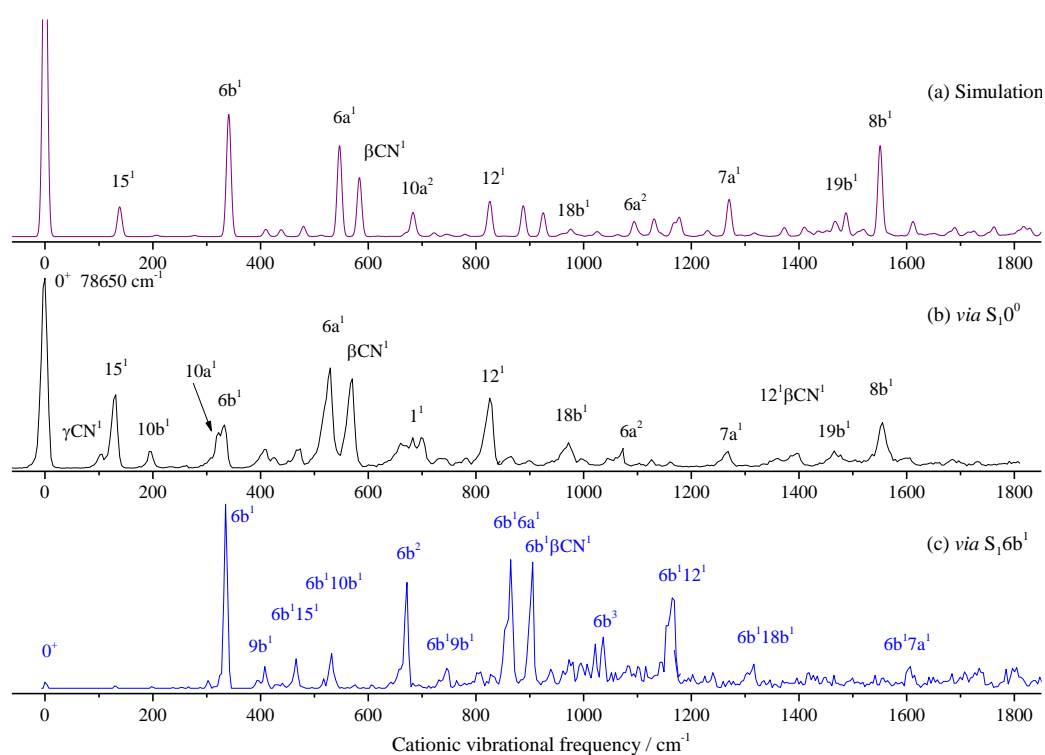 (a) Simulation
6b¹
6a¹
8b¹
βCN¹
15¹
10a²
12¹
18b¹
6a²
7a¹
19b¹
0 200 400 600 800 1000 1200 1400 1600 1800
0⁺ 78650 cm⁻¹
(b) via S₁0⁰
6a¹
βCN¹
15¹
10a¹
6b¹
12¹
12¹βCN¹
8b¹
γCN¹
10b¹
1¹
18b¹
6a²
7a¹
19b¹
0 200 400 600 800 1000 1200 1400 1600 1800
6b¹
6b¹6a¹
(c) via S₁6b¹
6b¹βCN¹
6b²
6b¹10b¹
6b¹12¹
6b¹15¹
6b³
0⁺
9b¹
6b¹9b¹
6b¹18b¹
6b¹7a¹
0 200 400 600 800 1000 1200 1400 1600 1800
Cationic vibrational frequency / cm⁻¹